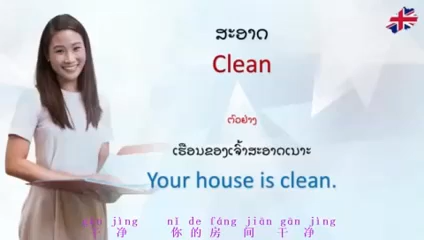 ສະອາດ
Clean
ຕົວຢ່າງ
ເຮືອນຂອງເຈົ້າສະອາດເນາະ
Your house is clean.
gān jìng nǐ de fáng jiān gān jìng
干 净 你 的 房 间 干 净